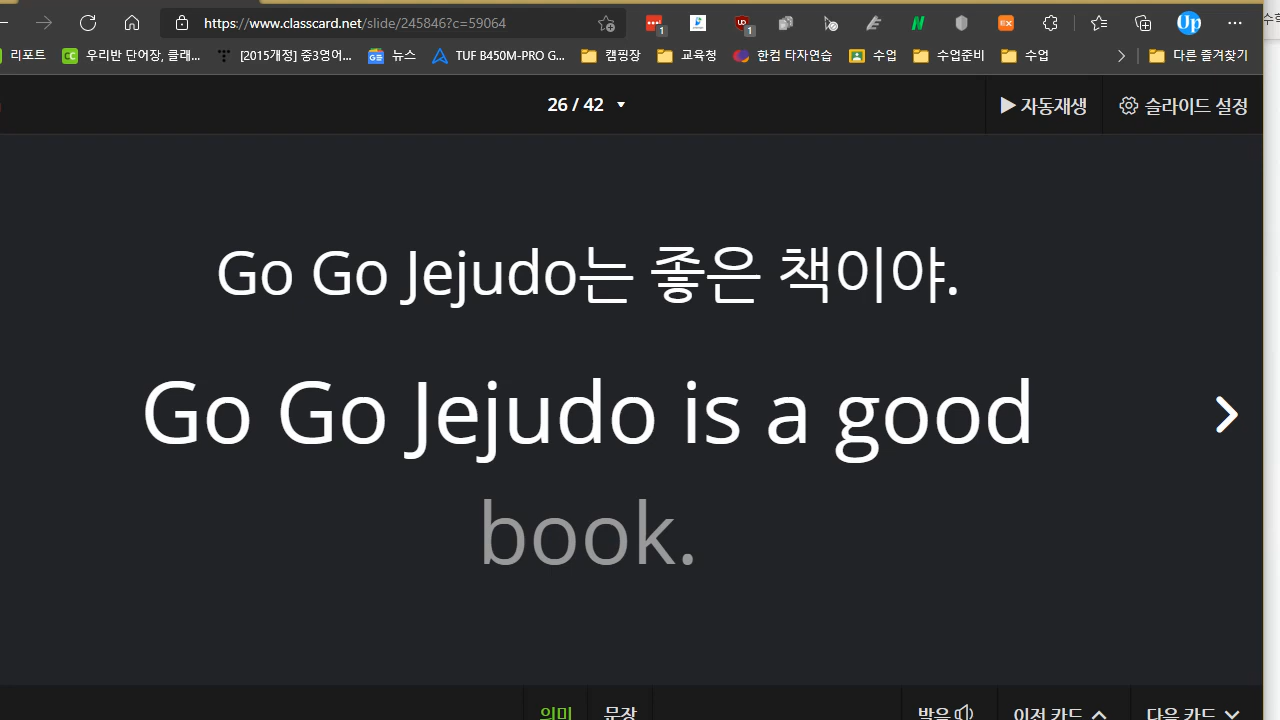 https://www.classcard.net/slide/245846?c=59064
리포트 우리반 단어장, 클래... [2015개정] 중3영어... 뉴스 TUF B450M-PRO G... 캠핑장 교육청 한컴 타자연습 수업 수업준비 수업 다른 즐겨찾기
26 / 42 자동재생 슬라이드 설정
Go Go Jejudo는 좋은 책이야.
Go Go Jejudo is a good
book.
의미 문장 발음 이전 카드 다음 카드